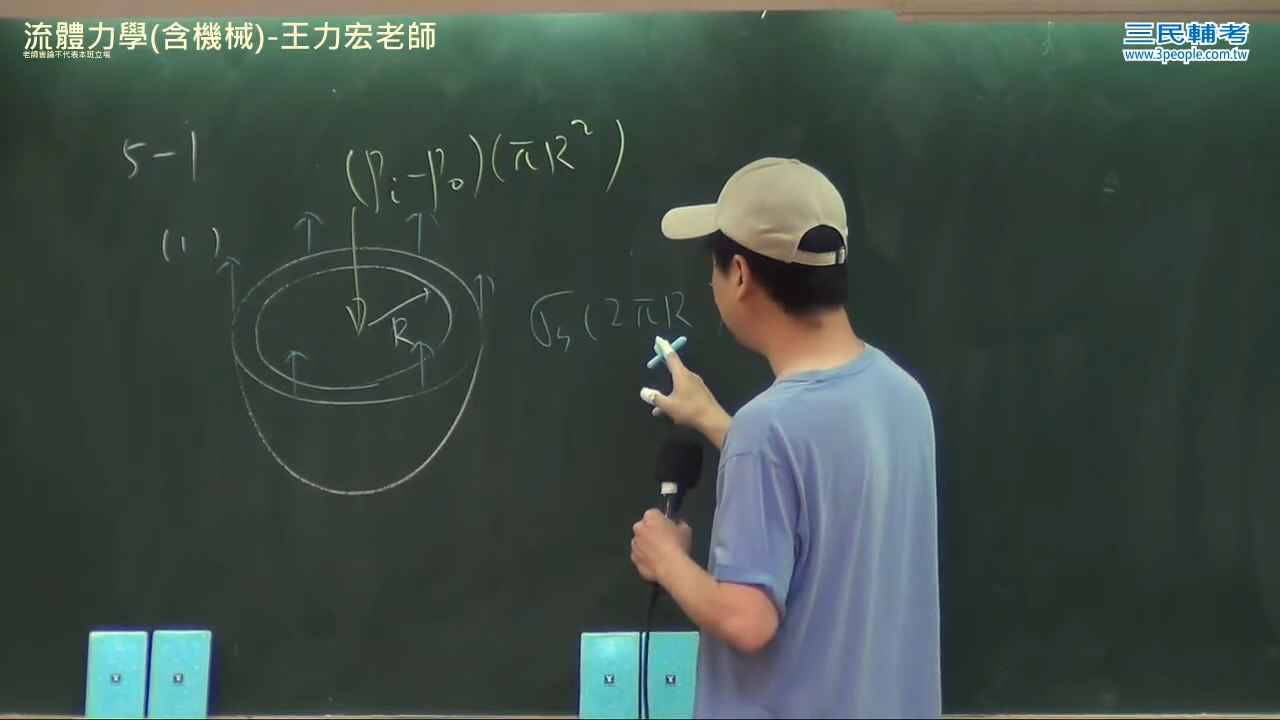 流體力學(含機械)-王力宏老師
老師言論不代表本班立場
三民輔考
www.3people.com.tw
5-1
(Pi-Po)(πR²)
(1)
R
σs(2πR